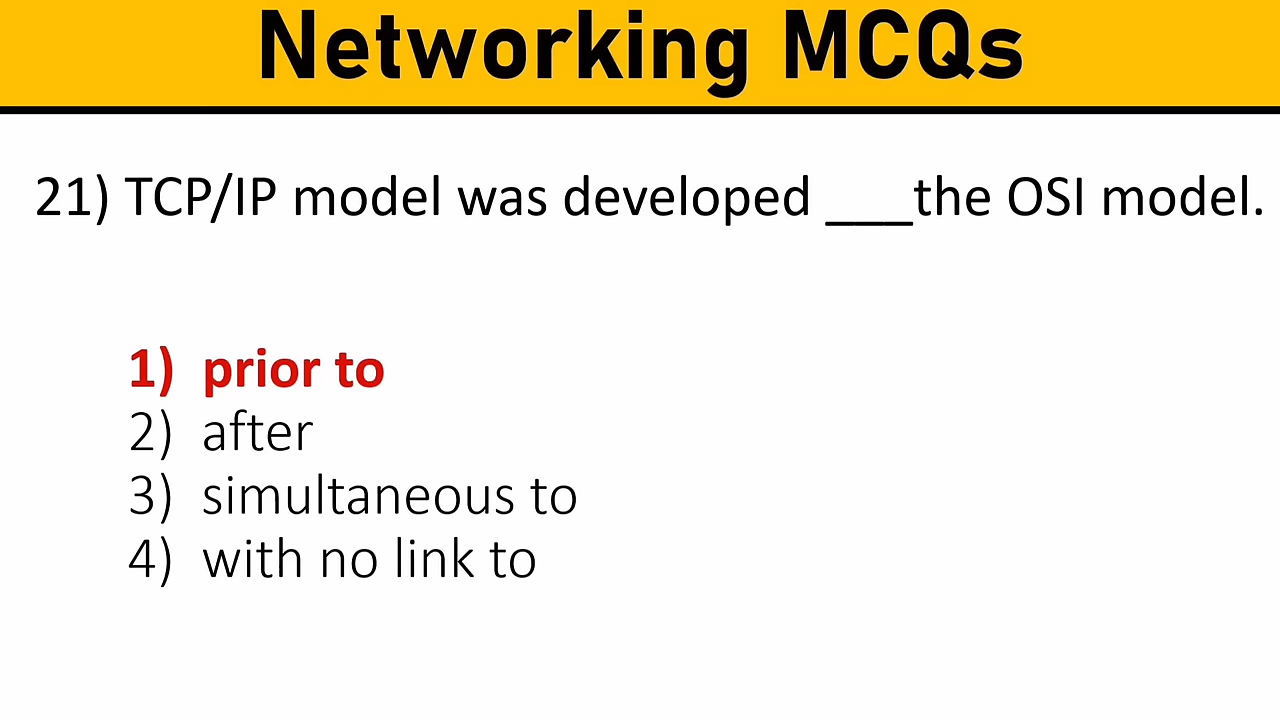 Networking MCQs
21) TCP/IP model was developed ___the OSI model.
1) prior to
2) after
3) simultaneous to
4) with no link to